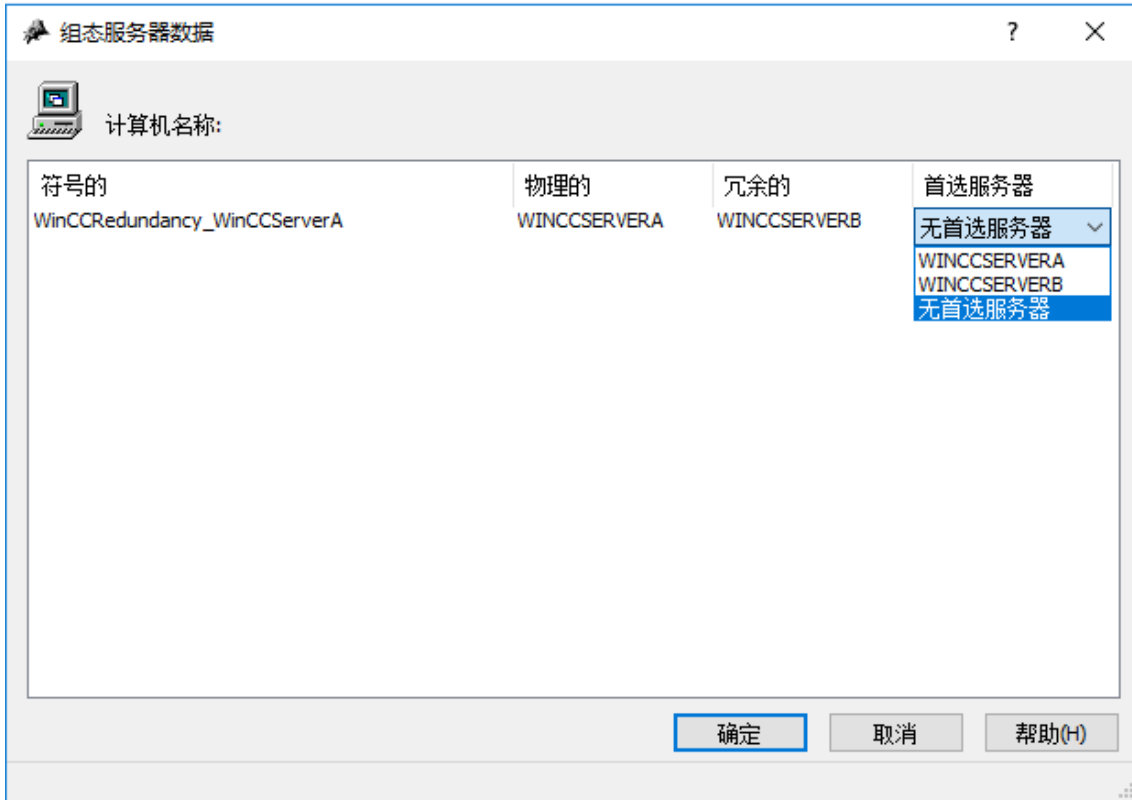 组态服务器数据
计算机名称:
符号的 物理的 冗余的 首选服务器
WinCCRedundancy_WinCCServerA WINCCSERVERA WINCCSERVERB 无首选服务器
WINCCSERVERA
WINCCSERVERB
无首选服务器
确定 取消 帮助(H)